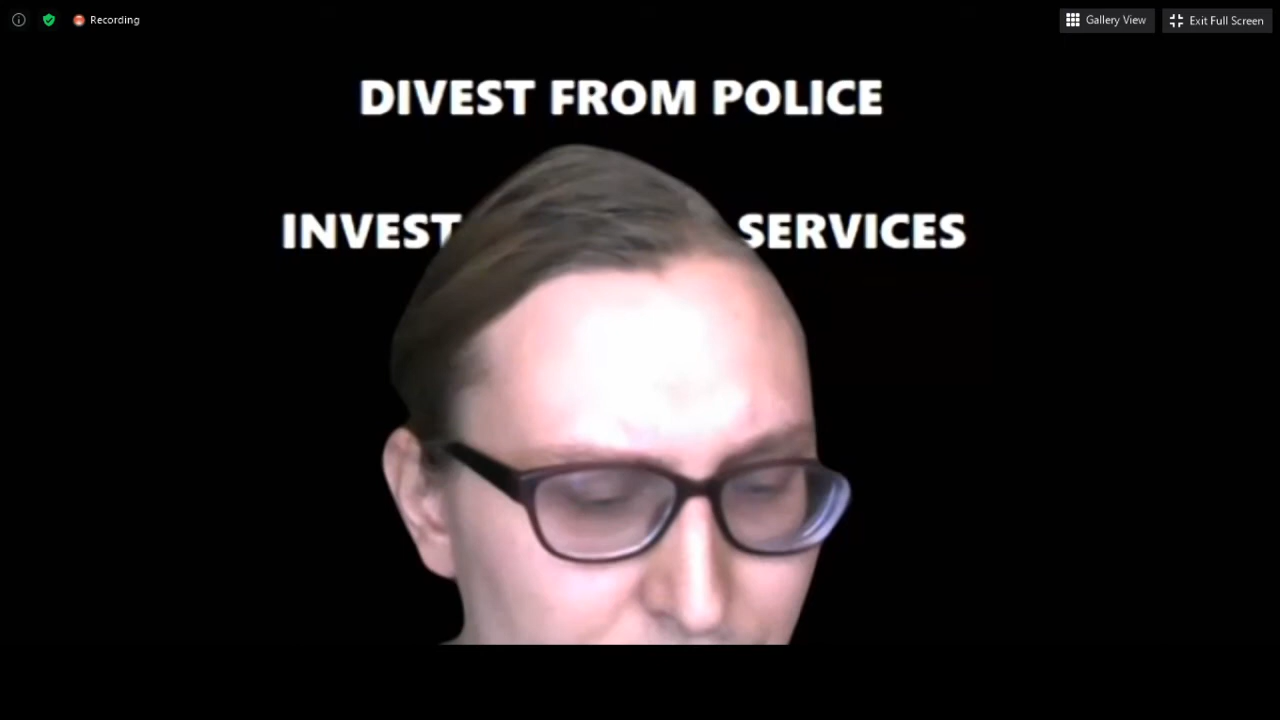 Recording
Gallery View
Exit Full Screen
DIVEST FROM POLICE
INVEST SERVICES